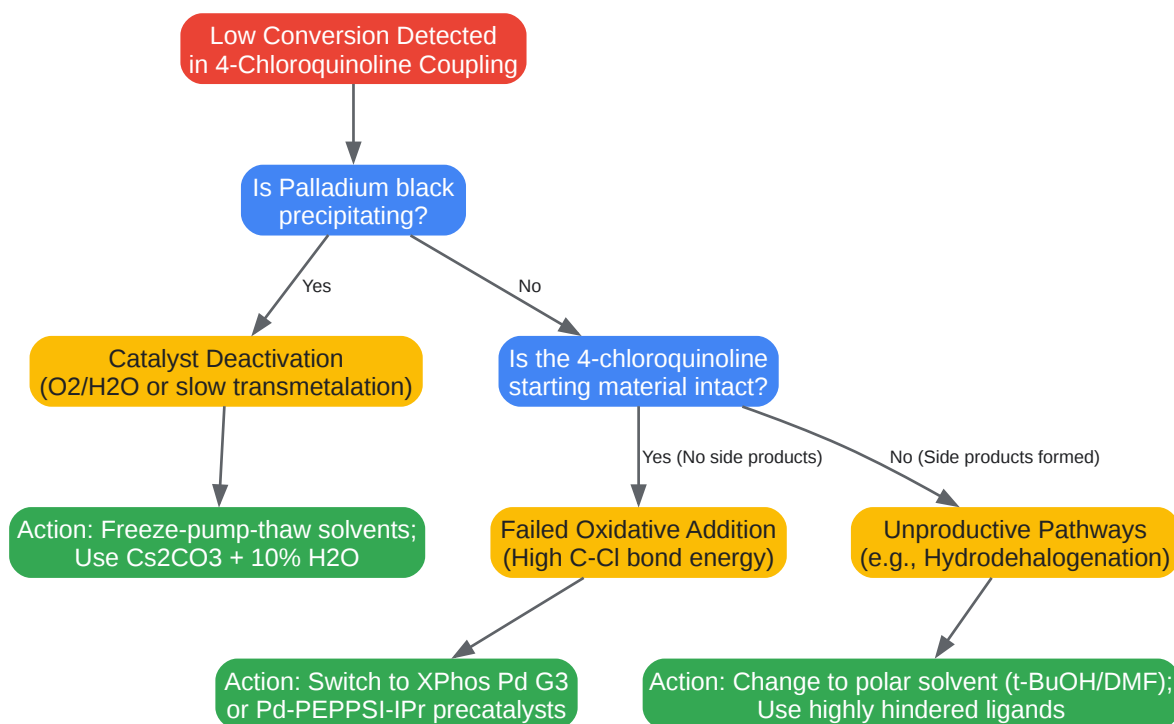 Low Conversion Detected
in 4-Chloroquinoline Coupling
Is Palladium black
precipitating?
Yes
No
Catalyst Deactivation
(O2/H2O or slow transmetalation)
Is the 4-chloroquinoline
starting material intact?
Yes (No side products)
No (Side products formed)
Action: Freeze-pump-thaw solvents;
Use Cs2CO3 + 10% H2O
Failed Oxidative Addition
(High C-Cl bond energy)
Unproductive Pathways
(e.g., Hydrodehalogenation)
Action: Switch to XPhos Pd G3
or Pd-PEPPSI-IPr precatalysts
Action: Change to polar solvent (t-BuOH/DMF);
Use highly hindered ligands